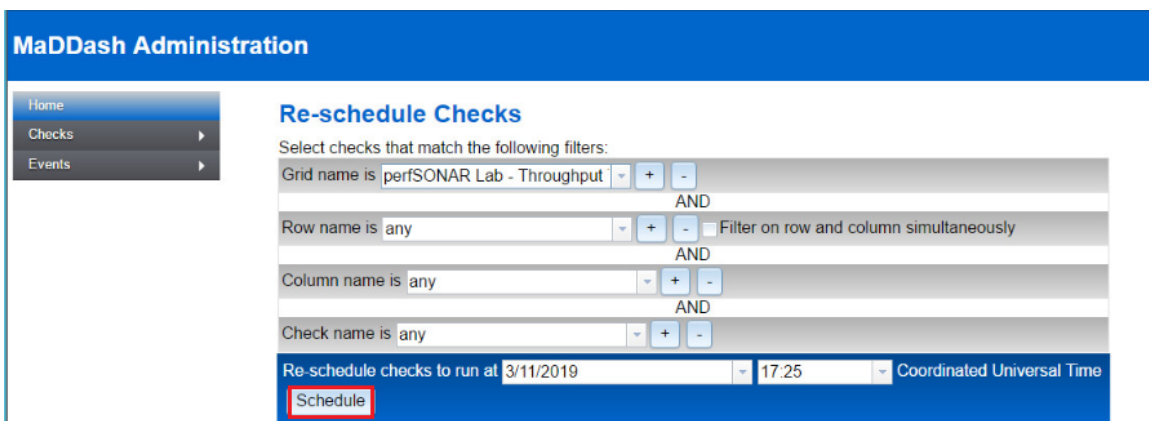 MaDDash Administration
Home
Checks
Events
Re-schedule Checks
Select checks that match the following filters:
Grid name is perfSONAR Lab - Throughput + -
AND
Row name is any + - Filter on row and column simultaneously
AND
Column name is any + -
AND
Check name is any + -
Re-schedule checks to run at 3/11/2019 17:25 Coordinated Universal Time
Schedule